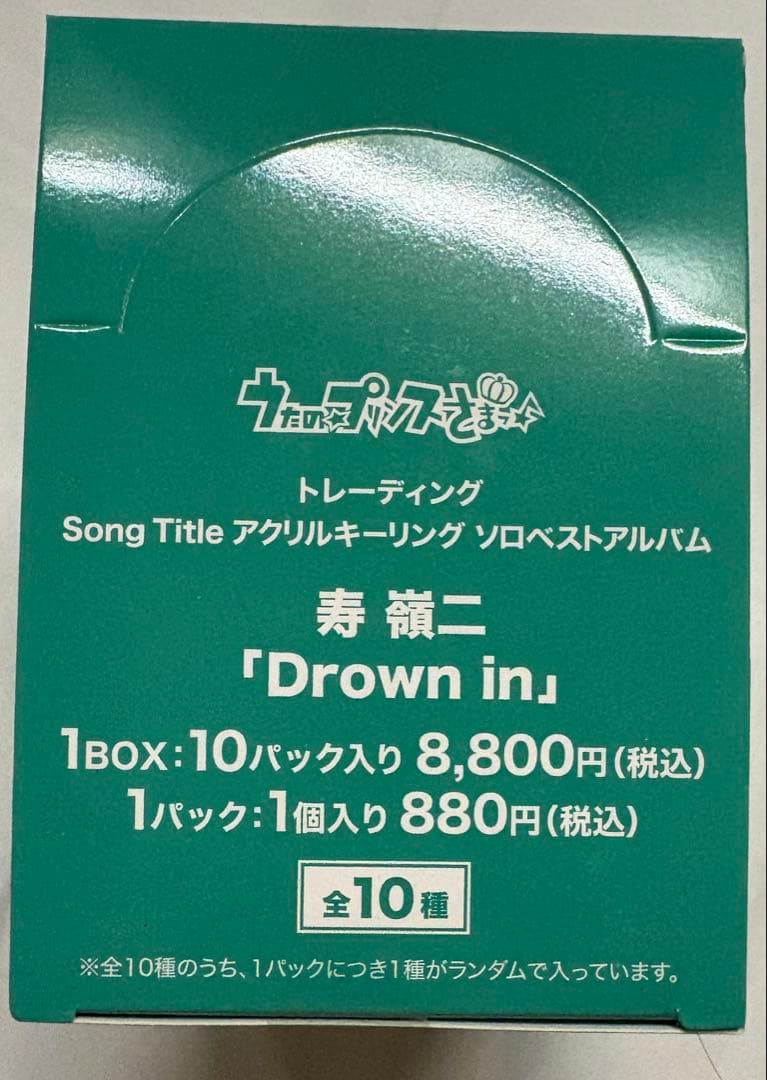 うたの☆プリンスさまっ♪
トレーディング
Song Title アクリルキーリング ソロベストアルバム
寿 嶺二
「Drown in」
1BOX:10パック入り 8,800円(税込)
1パック:1個入り 880円(税込)
全10種
※全10種のうち、1パックにつき1種がランダムで入っています。